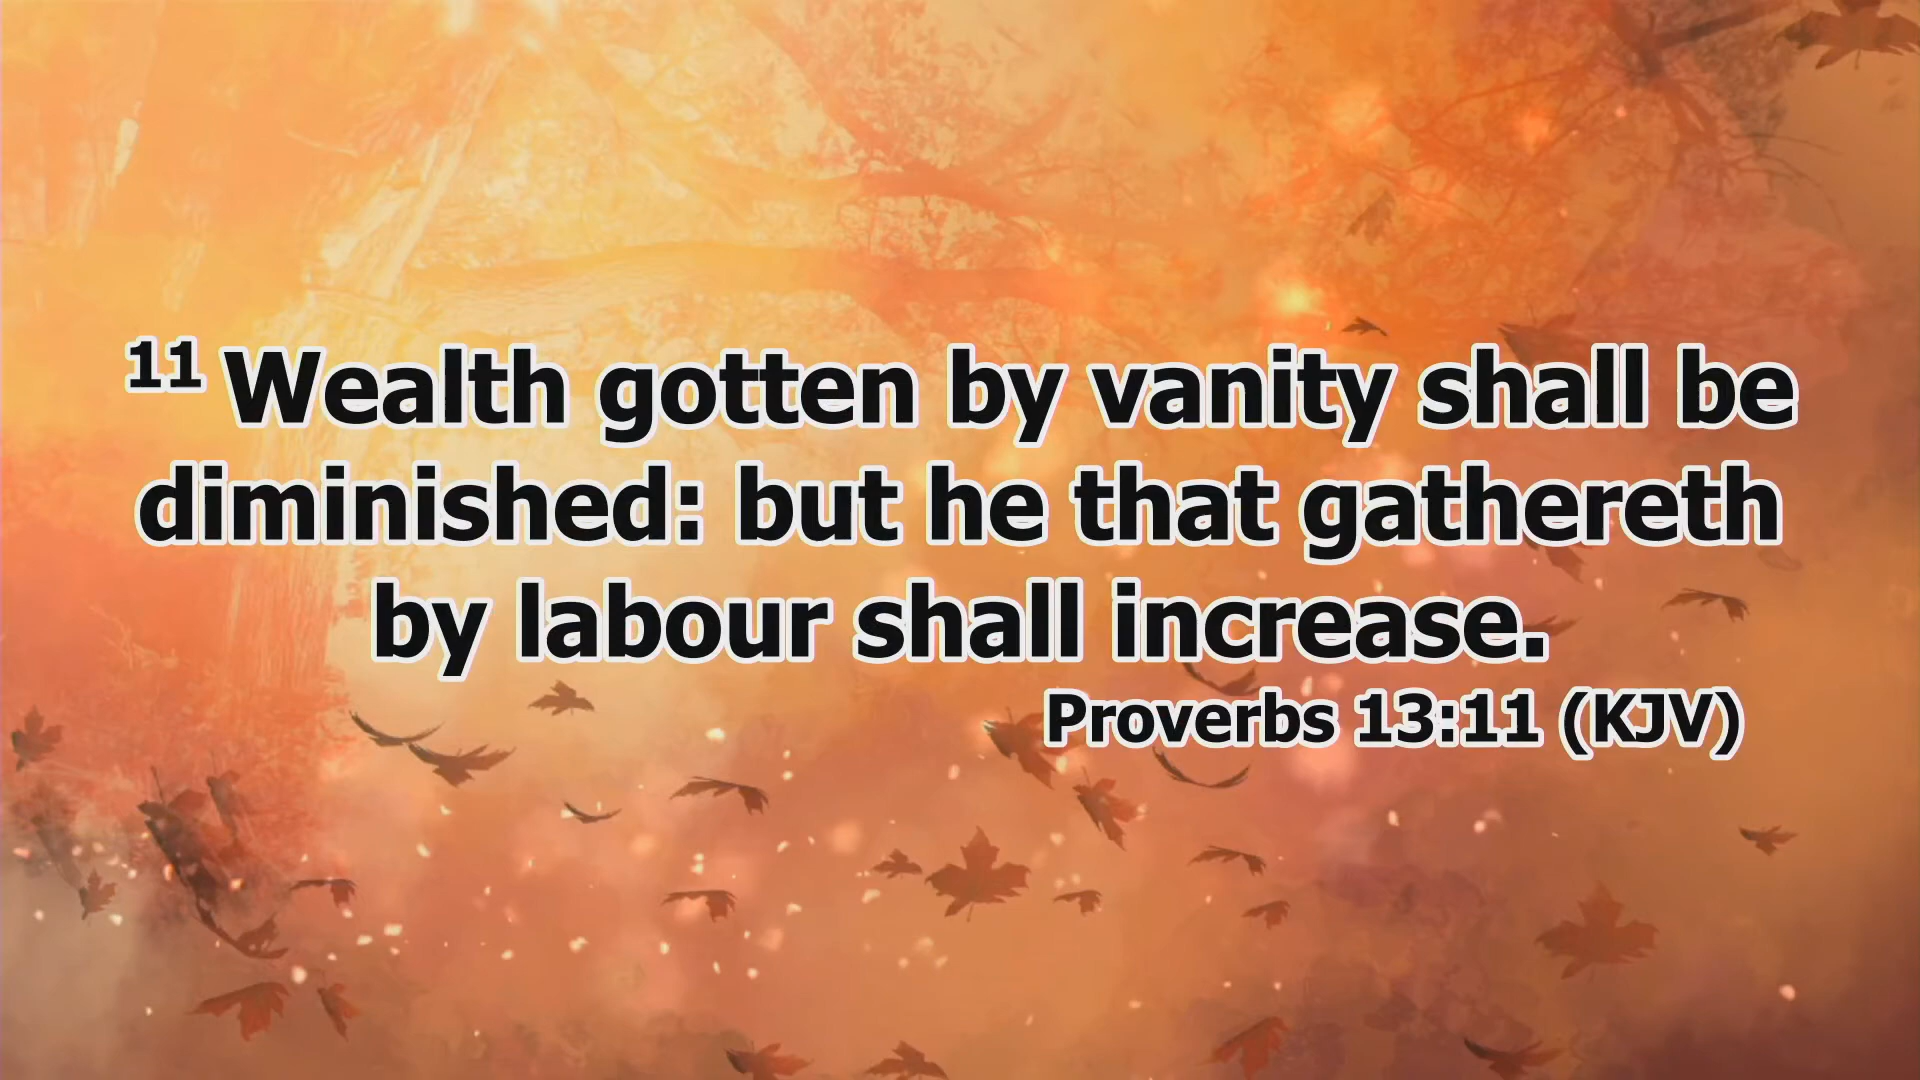 11 Wealth gotten by vanity shall be
diminished: but he that gathereth
by labour shall increase.
Proverbs 13:11 (KJV)